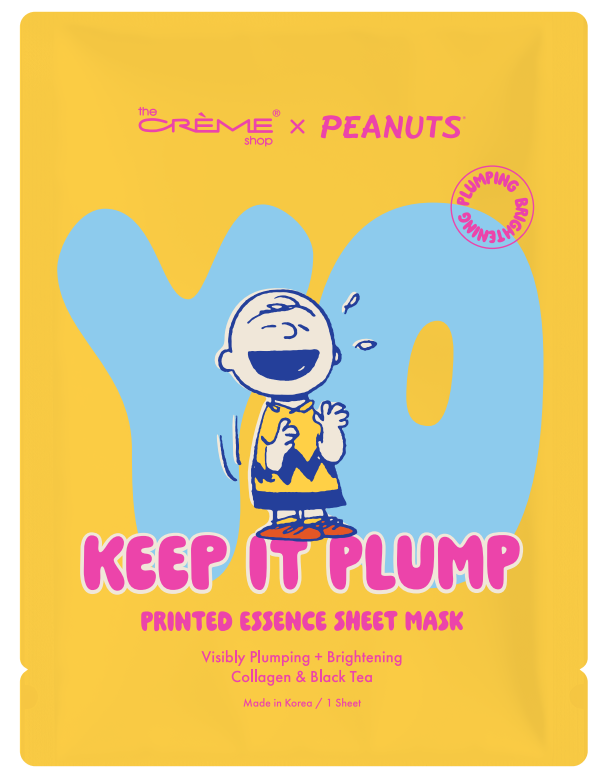 the
CRÈME® × PEANUTS
shop
PLUMPING BRIGHTENING
YO
KEEP IT PLUMP
PRINTED ESSENCE SHEET MASK
Visibly Plumping + Brightening
Collagen & Black Tea
Made in Korea / 1 Sheet